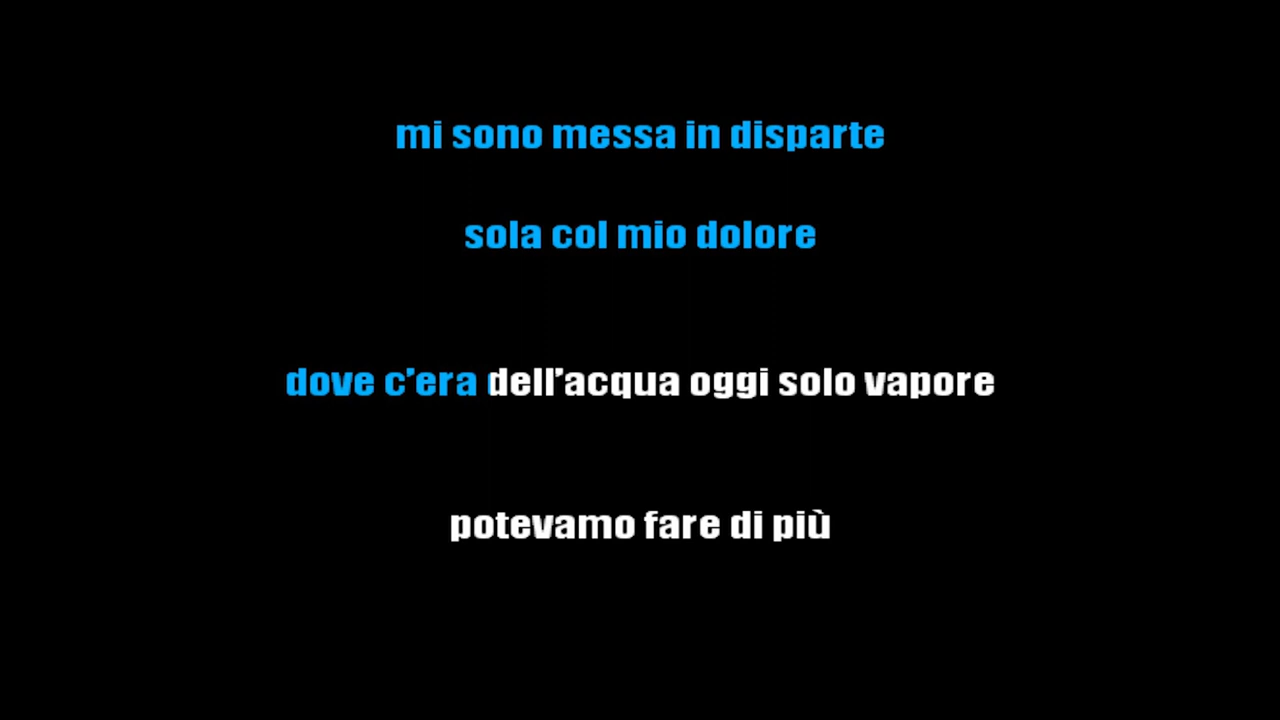 mi sono messa in disparte
sola col mio dolore
dove c’era dell’acqua oggi solo vapore
potevamo fare di più